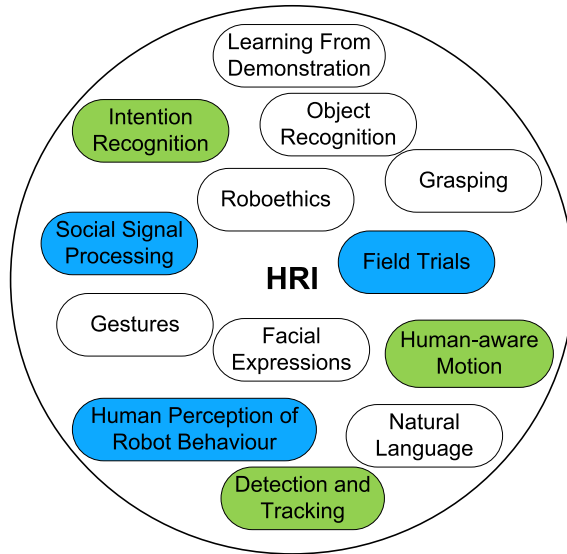 Learning From
Demonstration
Intention
Recognition
Object
Recognition
Grasping
Roboethics
Social Signal
Processing
Field Trials
HRI
Gestures
Facial
Expressions
Human-aware
Motion
Human Perception of
Robot Behaviour
Natural
Language
Detection and
Tracking